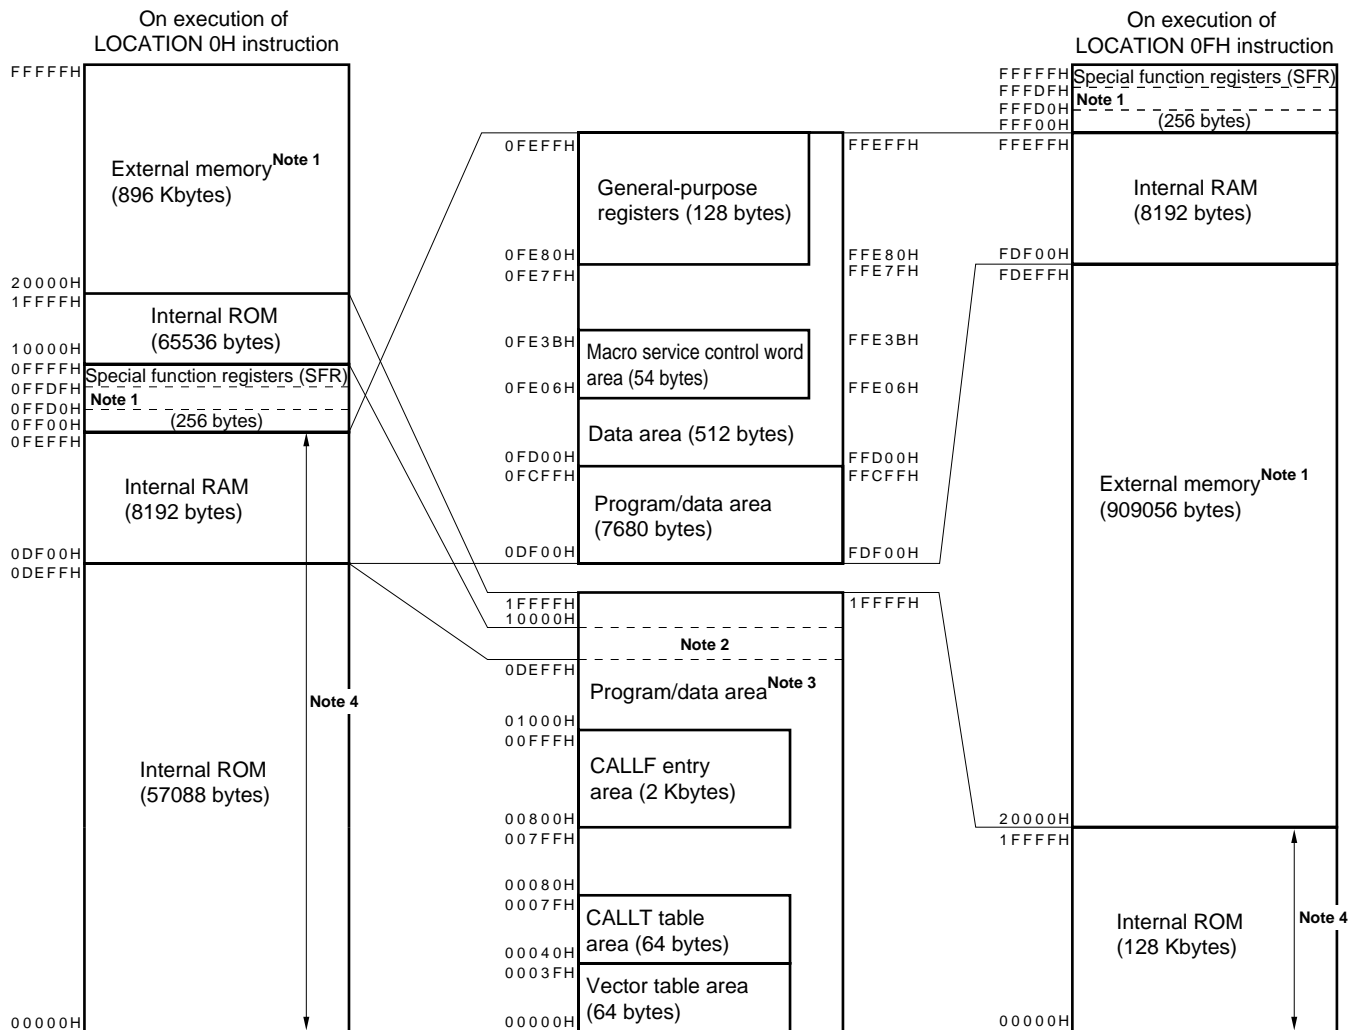 On execution of
LOCATION 0H instruction
FFFFFH
External memory Note 1
(896 Kbytes)
20000H
1FFFFH
Internal ROM
(65536 bytes)
10000H
0FFFFH
Special function registers (SFR)
0FFDFH
Note 1
0FFD0H
(256 bytes)
0FF00H
0FEFFH
Internal RAM
(8192 bytes)
0DF00H
0DEFFH
Note 4
Internal ROM
(57088 bytes)
00000H
0FEFFH
FFEFFH
General-purpose
registers (128 bytes)
0FE80H
FFE80H
0FE7FH
FFE7FH
0FE3BH
FFE3BH
Macro service control word
area (54 bytes)
0FE06H
FFE06H
Data area (512 bytes)
0FD00H
FFD00H
0FCFFH
FFCFFH
Program/data area
(7680 bytes)
0DF00H
FDF00H
1FFFFH
1FFFFH
10000H
Note 2
0DEFFH
Program/data area Note 3
01000H
00FFFH
CALLF entry
area (2 Kbytes)
00800H
007FFH
00080H
0007FH
CALLT table
area (64 bytes)
00040H
0003FH
Vector table area
(64 bytes)
00000H
On execution of
LOCATION 0FH instruction
FFFFFH
Special function registers (SFR)
FFFDFH
Note 1
FFFD0H
(256 bytes)
FFF00H
FFEFFH
Internal RAM
(8192 bytes)
FDF00H
FDEFFH
External memory Note 1
(909056 bytes)
20000H
1FFFFH
Internal ROM
(128 Kbytes)
Note 4
00000H